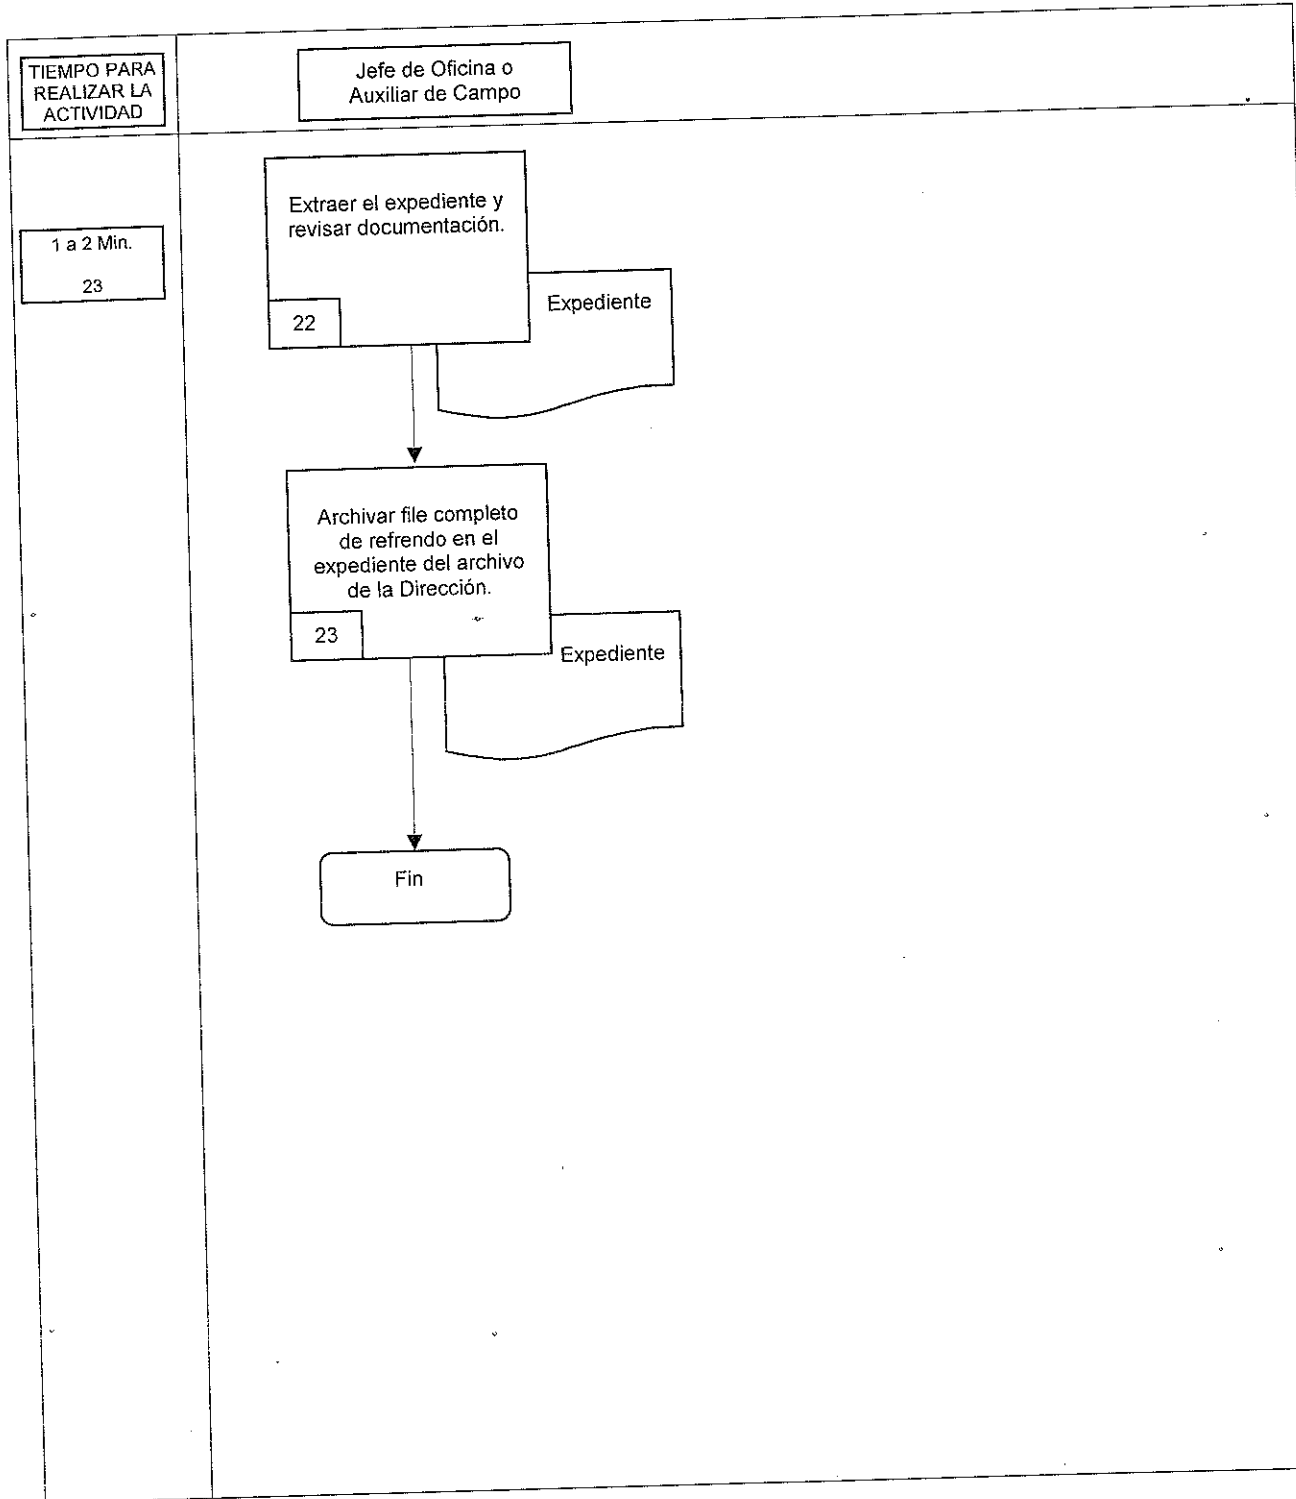 TIEMPO PARA
REALIZAR LA
ACTIVIDAD
Jefe de Oficina o
Auxiliar de Campo
Extraer el expediente y
revisar documentación.
22
Expediente
1 a 2 Min.
23
Archivar file completo
de refrendo en el
expediente del archivo
de la Dirección.
23
Expediente
Fin